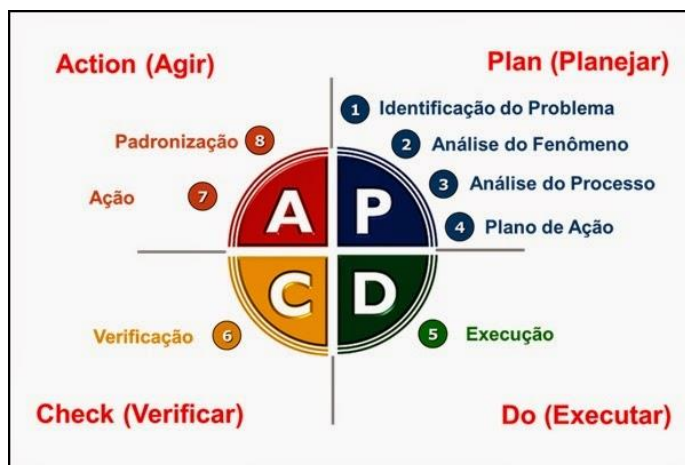 Action (Agir)
Plan (Planejar)
1 Identificação do Problema
2 Análise do Fenômeno
3 Análise do Processo
4 Plano de Ação
Padronização 8
Ação 7
A P
C D
Verificação 6
5 Execução
Check (Verificar)
Do (Executar)